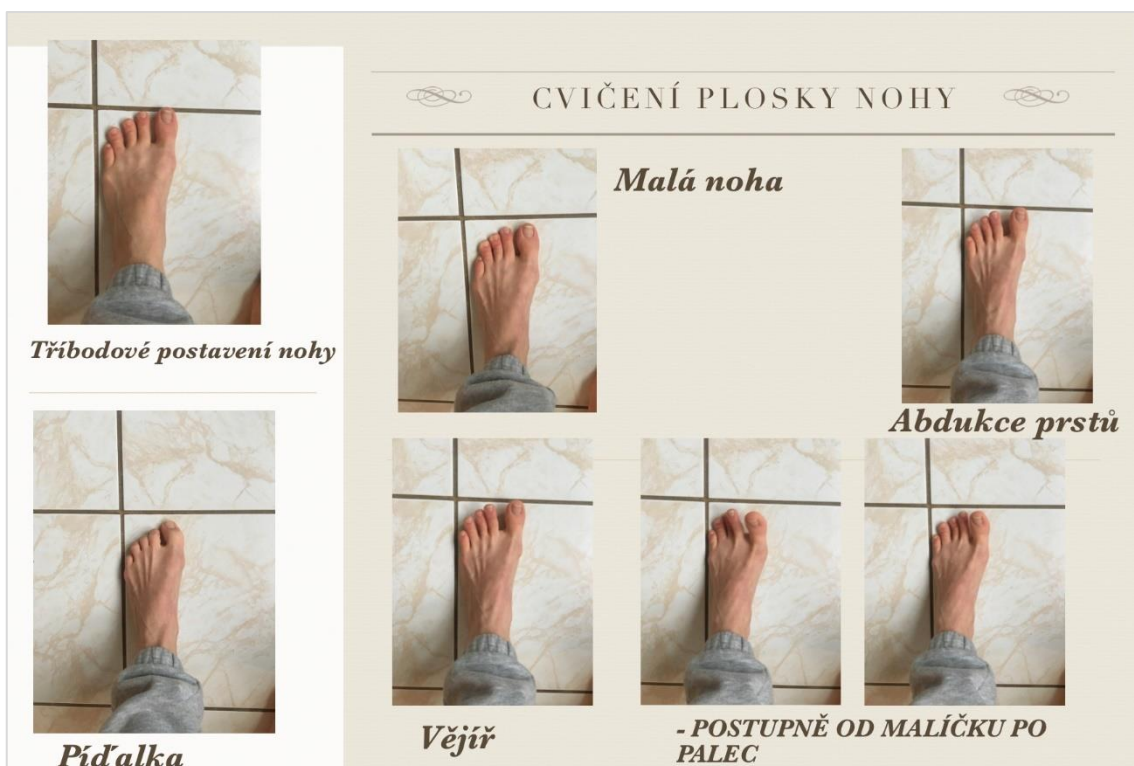 CVIČENÍ PLOSKY NOHY
Tříbodové postavení nohy
Píďalka
Malá noha
Abdukce prstů
Vějíř
- POSTUPNĚ OD MALÍČKU PO
PALEC